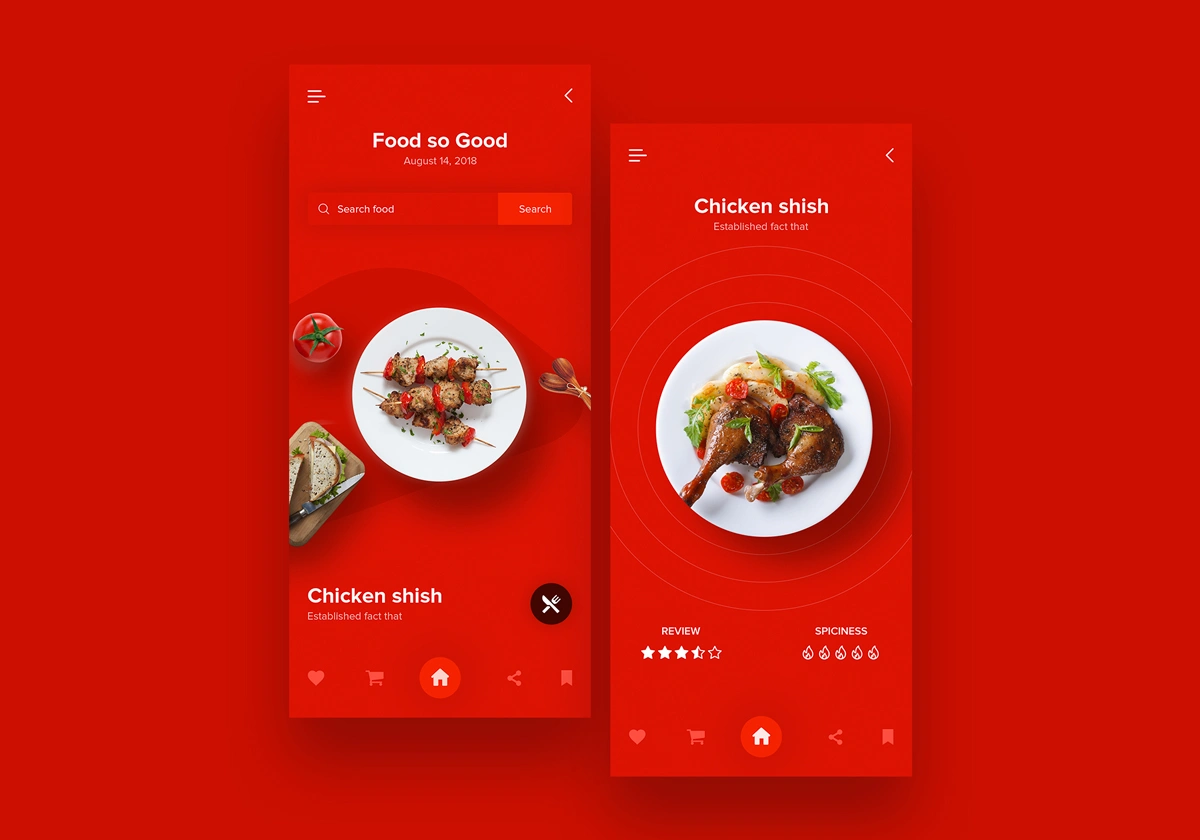 Food so Good
August 14, 2018
Search food
Search
Chicken shish
Established fact that
Chicken shish
Established fact that
REVIEW
SPICINESS